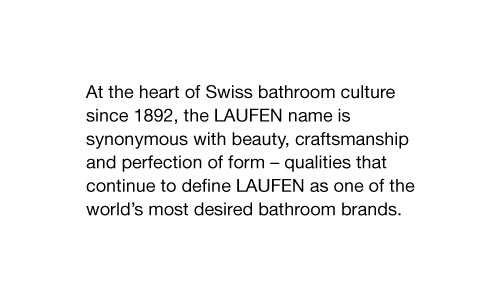 At the heart of Swiss bathroom culture
since 1892, the LAUFEN name is
synonymous with beauty, craftsmanship
and perfection of form – qualities that
continue to define LAUFEN as one of the
world’s most desired bathroom brands.